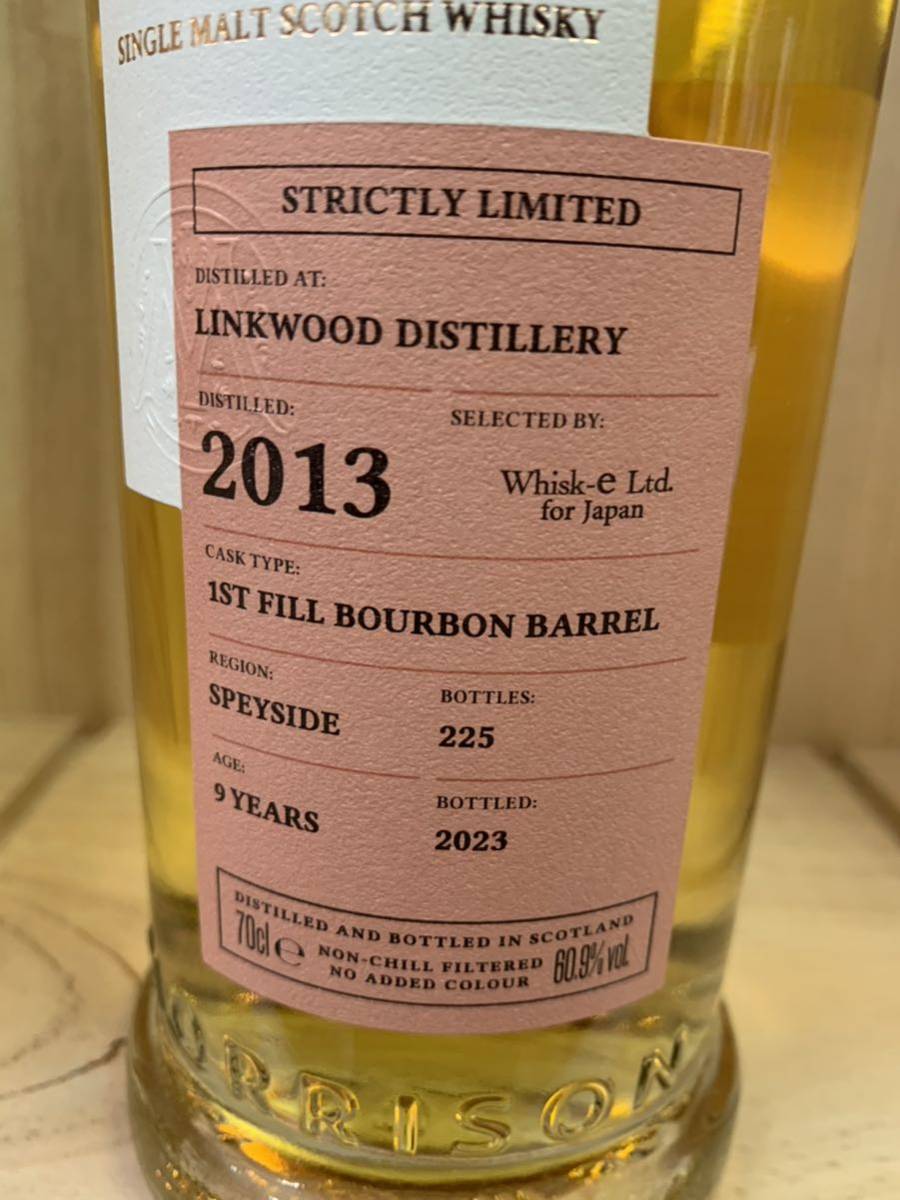 SINGLE MALT SCOTCH WHISKY
STRICTLY LIMITED
DISTILLED AT:
LINKWOOD DISTILLERY
DISTILLED:
2013
SELECTED BY:
Whisk-e Ltd.
for Japan
CASK TYPE:
1ST FILL BOURBON BARREL
REGION:
SPEYSIDE
BOTTLES:
225
AGE:
9 YEARS
BOTTLED:
2023
DISTILLED AND BOTTLED IN SCOTLAND
70cl e NON-CHILL FILTERED 60.9% vol.
NO ADDED COLOUR
MORRISON